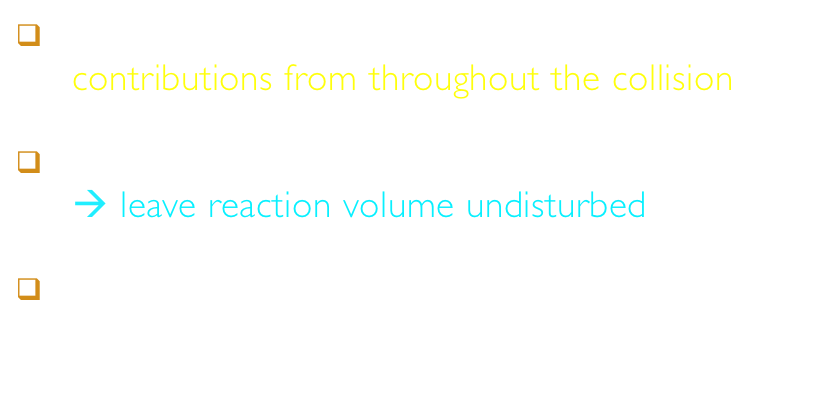 ❑
contributions from throughout the collision
❑
→ leave reaction volume undisturbed
❑